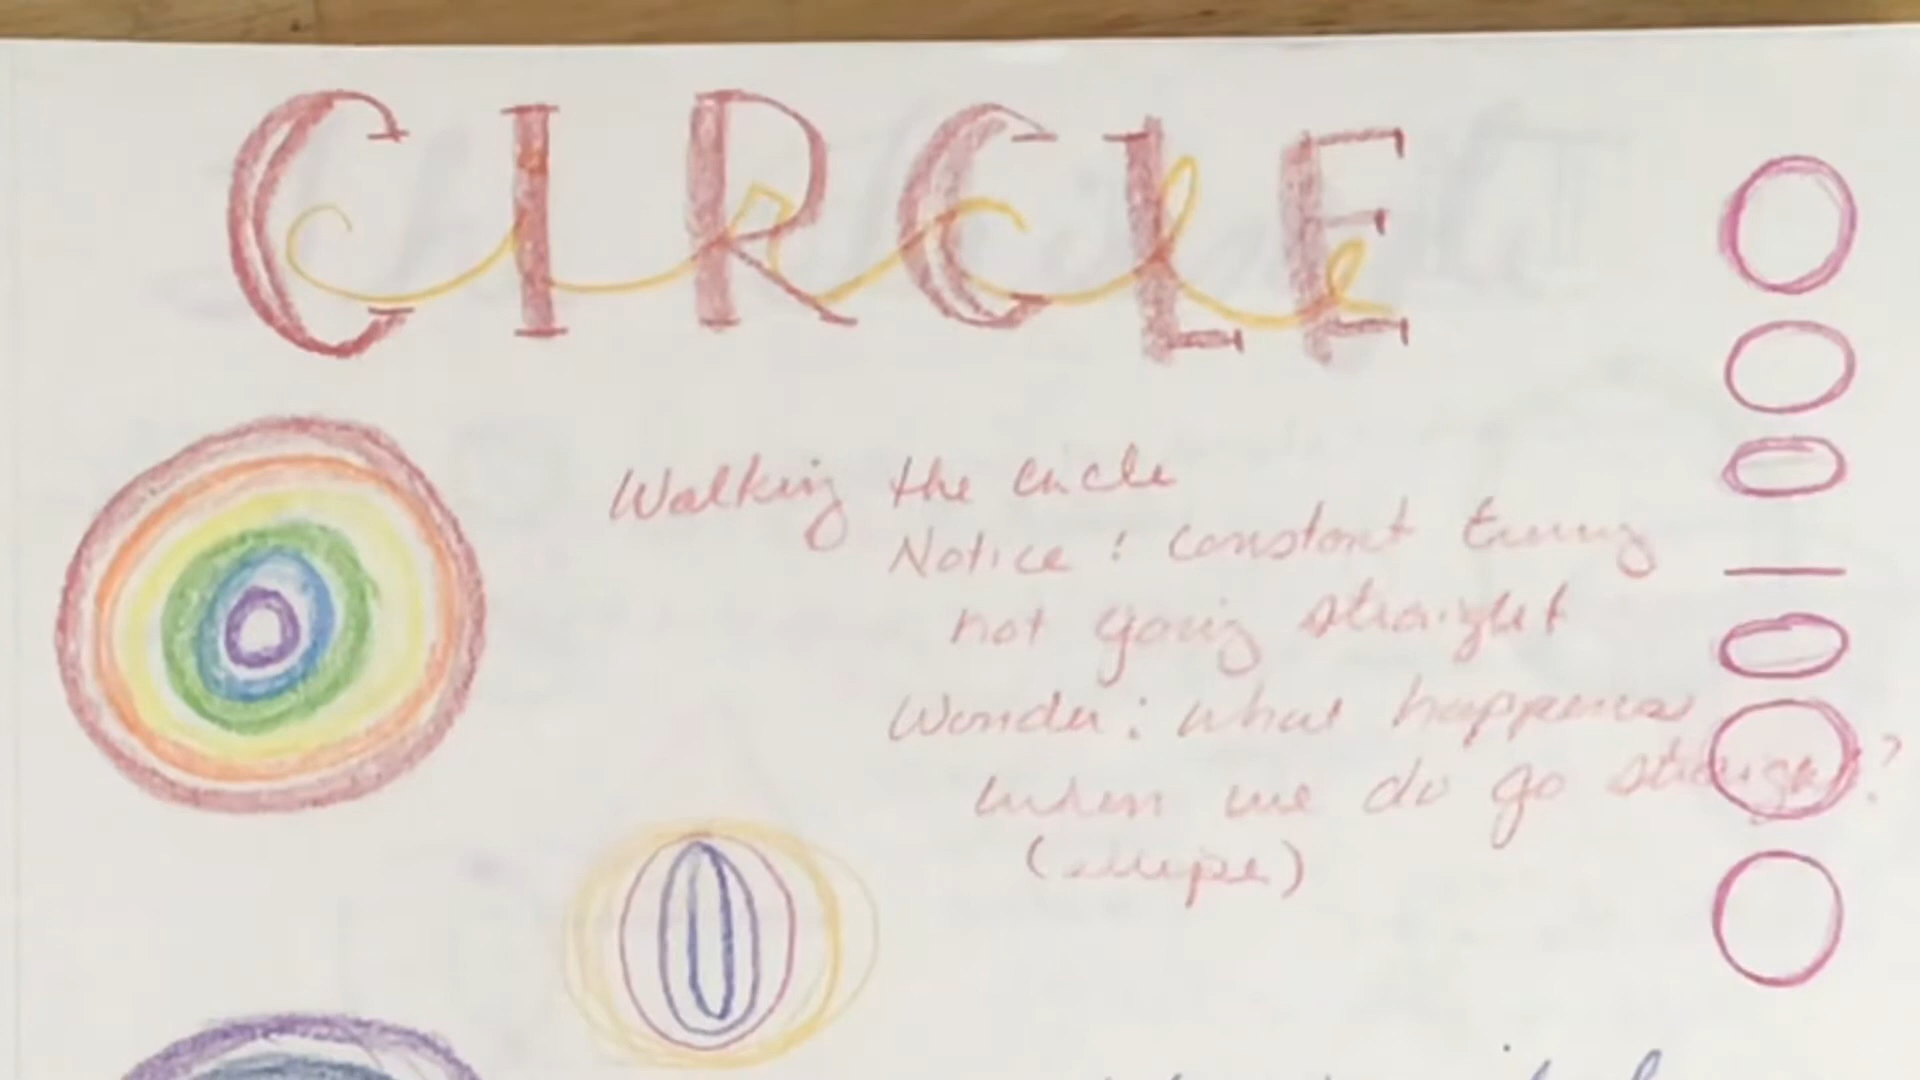 CIRCLE
Circle
Walking the circle
Notice: constant turning
not going straight
Wonder: what happens
when we do go straight?
(ellipse)